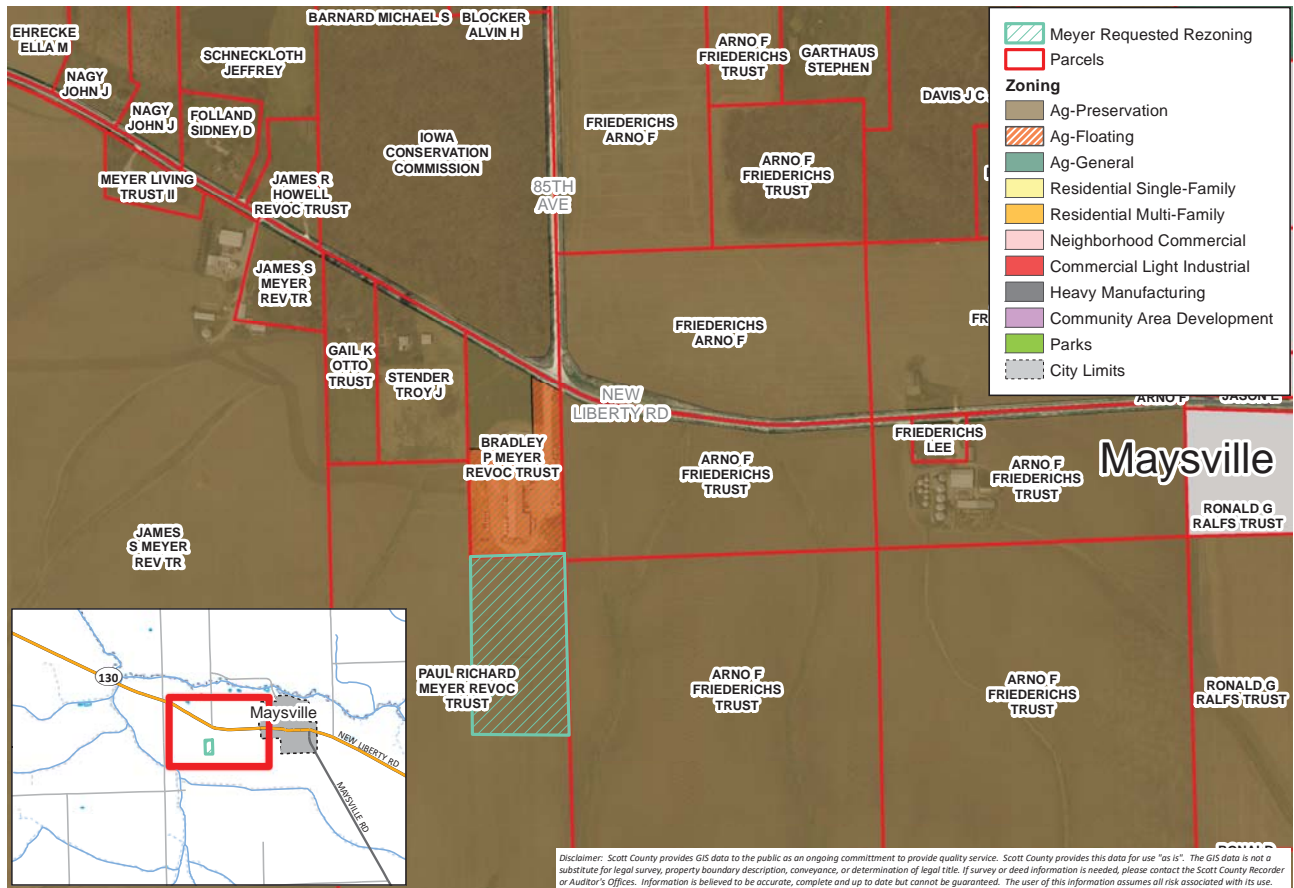 BARNARD MICHAEL S
BLOCKER
ALVIN H
EHRECKE
ELLA M
SCHNECKLOTH
JEFFREY
NAGY
JOHN J
NAGY
JOHN J
FOLLAND
SIDNEY D
MEYER LIVING
TRUST II
JAMES R
HOWELL
REVOC TRUST
IOWA
CONSERVATION
COMMISSION
85TH
AVE
FRIEDERICHS
ARNO F
ARNO F
FRIEDERICHS
TRUST
GARTHAUS
STEPHEN
DAVIS J C
ARNO F
FRIEDERICHS
TRUST
JAMES S
MEYER
REV TR
GAIL K
OTTO
TRUST
STENDER
TROY J
FRIEDERICHS
ARNO F
FR
NEW
LIBERTY RD
ARNO F
JASON L
BRADLEY
P MEYER
REVOC TRUST
ARNO F
FRIEDERICHS
TRUST
FRIEDERICHS
LEE
ARNO F
FRIEDERICHS
TRUST
Maysville
RONALD G
RALFS TRUST
JAMES
S MEYER
REV TR
PAUL RICHARD
MEYER REVOC
TRUST
ARNO F
FRIEDERICHS
TRUST
ARNO F
FRIEDERICHS
TRUST
RONALD G
RALFS TRUST
RONALD
Meyer Requested Rezoning
Parcels
Zoning
Ag-Preservation
Ag-Floating
Ag-General
Residential Single-Family
Residential Multi-Family
Neighborhood Commercial
Commercial Light Industrial
Heavy Manufacturing
Community Area Development
Parks
City Limits
130
Maysville
NEW LIBERTY RD
MAYSVILLE RD
Disclaimer: Scott County provides GIS data to the public as an ongoing committment to provide quality service. Scott County provides this data for use "as is". The GIS data is not a
substitute for legal survey, property boundary description, conveyance, or determination of legal title. If survey or deed information is needed, please contact the Scott County Recorder
or Auditor's Offices. Information is believed to be accurate, complete and up to date but cannot be guaranteed. The user of this information assumes all risk associated with its use.